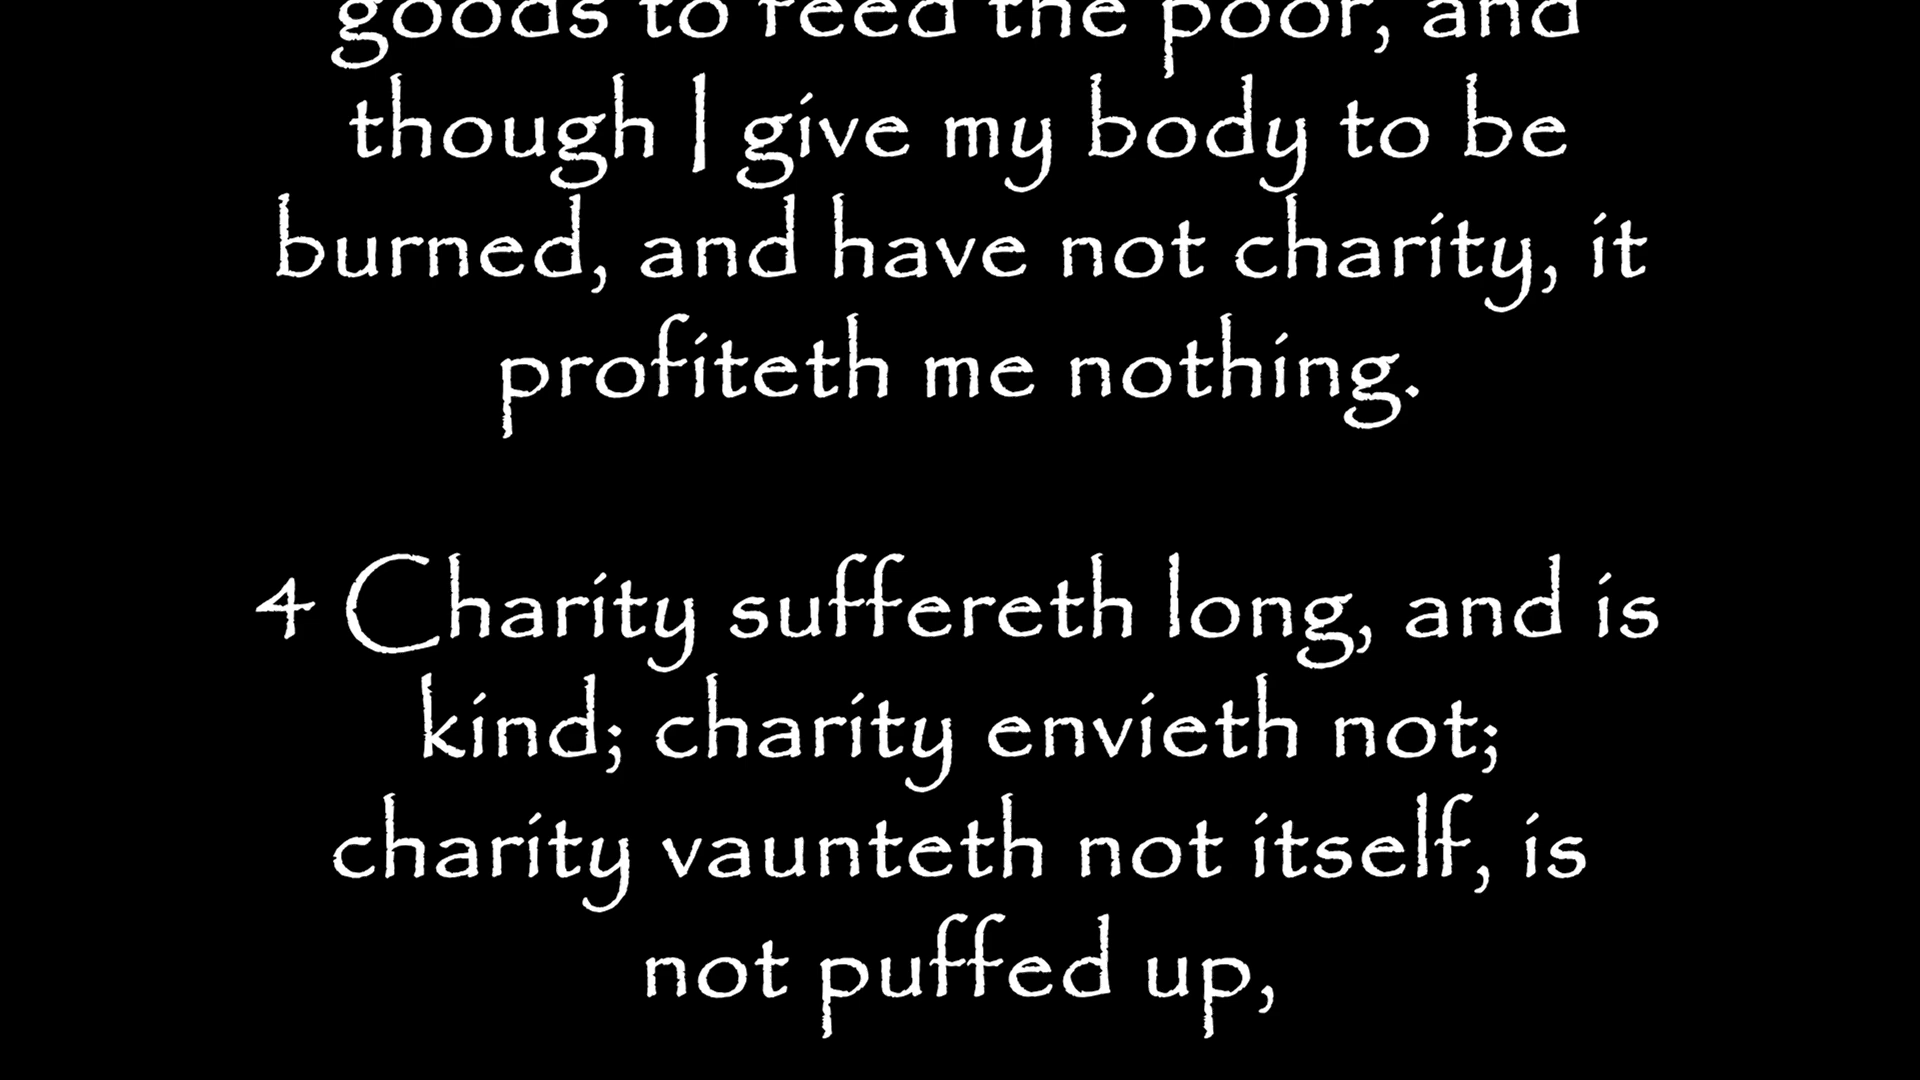 goods to feed the poor, and
though I give my body to be
burned, and have not charity, it
profiteth me nothing.
4 Charity suffereth long, and is
kind; charity envieth not;
charity vaunteth not itself, is
not puffed up,